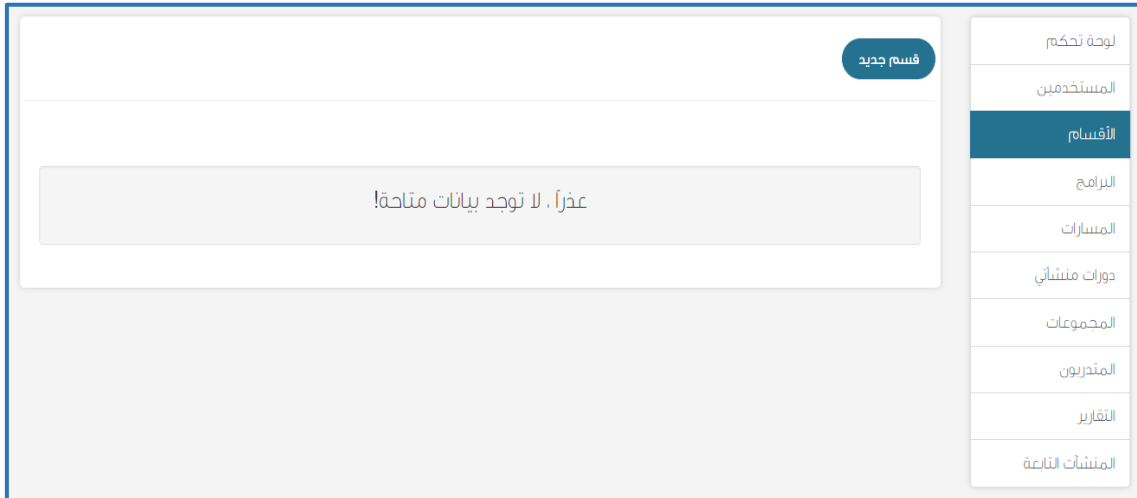 لوحة تحكم
المستخدمين
الأقسام
البرامج
المسارات
دورات منشأتي
المجموعات
المتدربون
التقارير
المنشآت التابعة
قسم جديد
عذراً ، لا توجد بيانات متاحة!